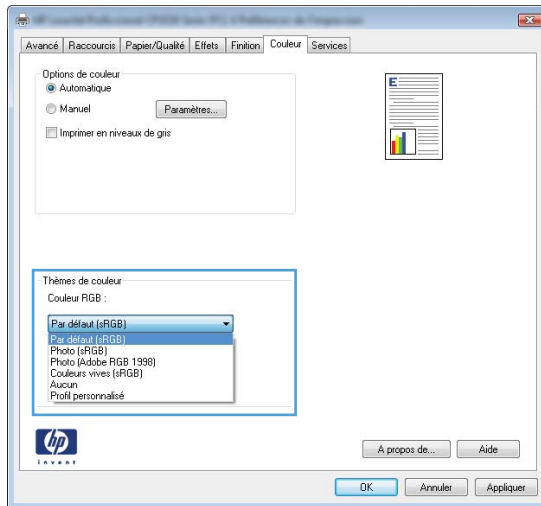 Avancé Raccourcis Papier/Qualité Effets Finition Couleur Services
Options de couleur
Automatique
Manuel Paramètres...
Imprimer en niveaux de gris
E
Thèmes de couleur
Couleur RGB :
Par défaut (sRGB)
Par défaut (sRGB)
Photo (sRGB)
Photo (Adobe RGB 1998)
Couleurs vives (sRGB)
Aucun
Profil personnalisé
hp
invent
A propos de... Aide
OK Annuler Appliquer